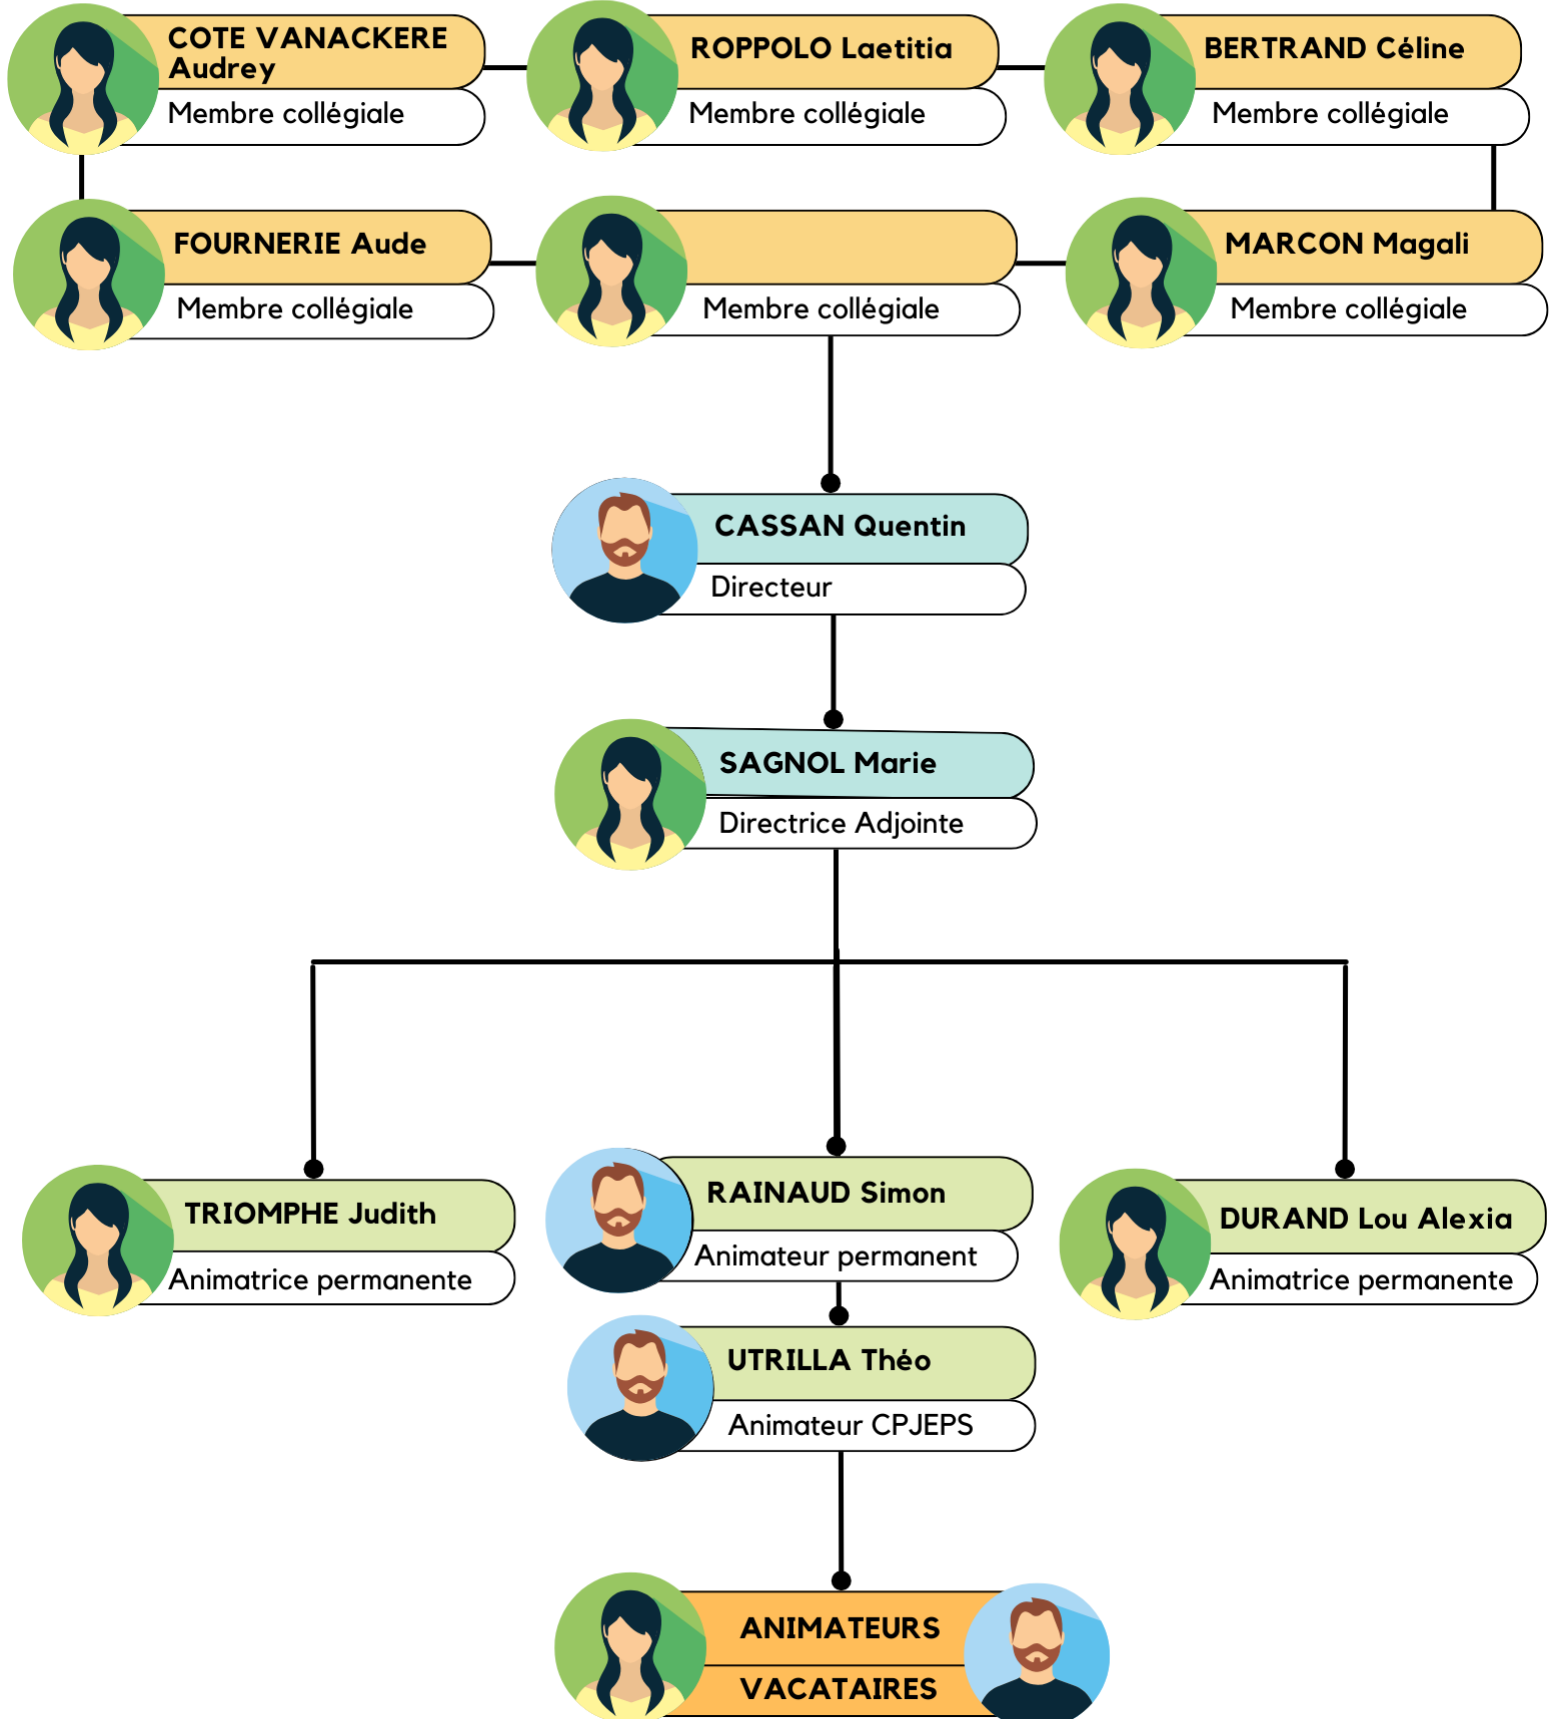 COTE VANACKERE
Audrey
Membre collégiale
ROPPOLO Laetitia
Membre collégiale
BERTRAND Céline
Membre collégiale
FOURNERIE Aude
Membre collégiale
Membre collégiale
MARCON Magali
Membre collégiale
CASSAN Quentin
Directeur
SAGNOL Marie
Directrice Adjointe
TRIOMPHE Judith
Animatrice permanente
RAINAUD Simon
Animateur permanent
DURAND Lou Alexia
Animatrice permanente
UTRILLA Théo
Animateur CPJEPS
ANIMATEURS
VACATAIRES